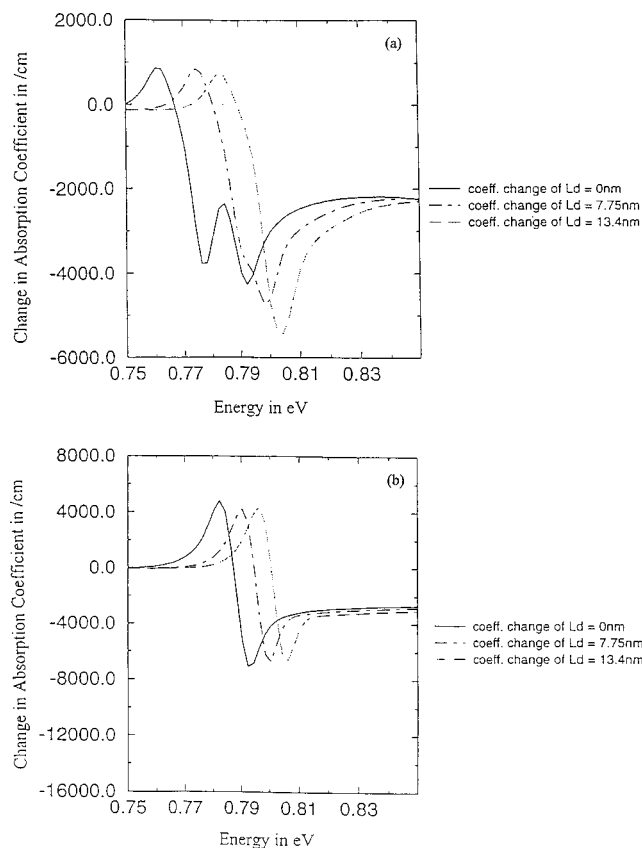 2000.0
(a)
0.0
-2000.0
-4000.0
-6000.0
0.75
0.77
0.79
0.81
0.83
Change in Absorption Coefficient in /cm
Energy in eV
coeff. change of Ld = 0nm
coeff. change of Ld = 7.75nm
coeff. change of Ld = 13.4nm
8000.0
(b)
4000.0
0.0
-4000.0
-8000.0
-12000.0
-16000.0
0.75
0.77
0.79
0.81
0.83
Change in Absorption Coefficient in /cm
Energy in eV
coeff. change of Ld = 0nm
coeff. change of Ld = 7.75nm
coeff. change of Ld = 13.4nm